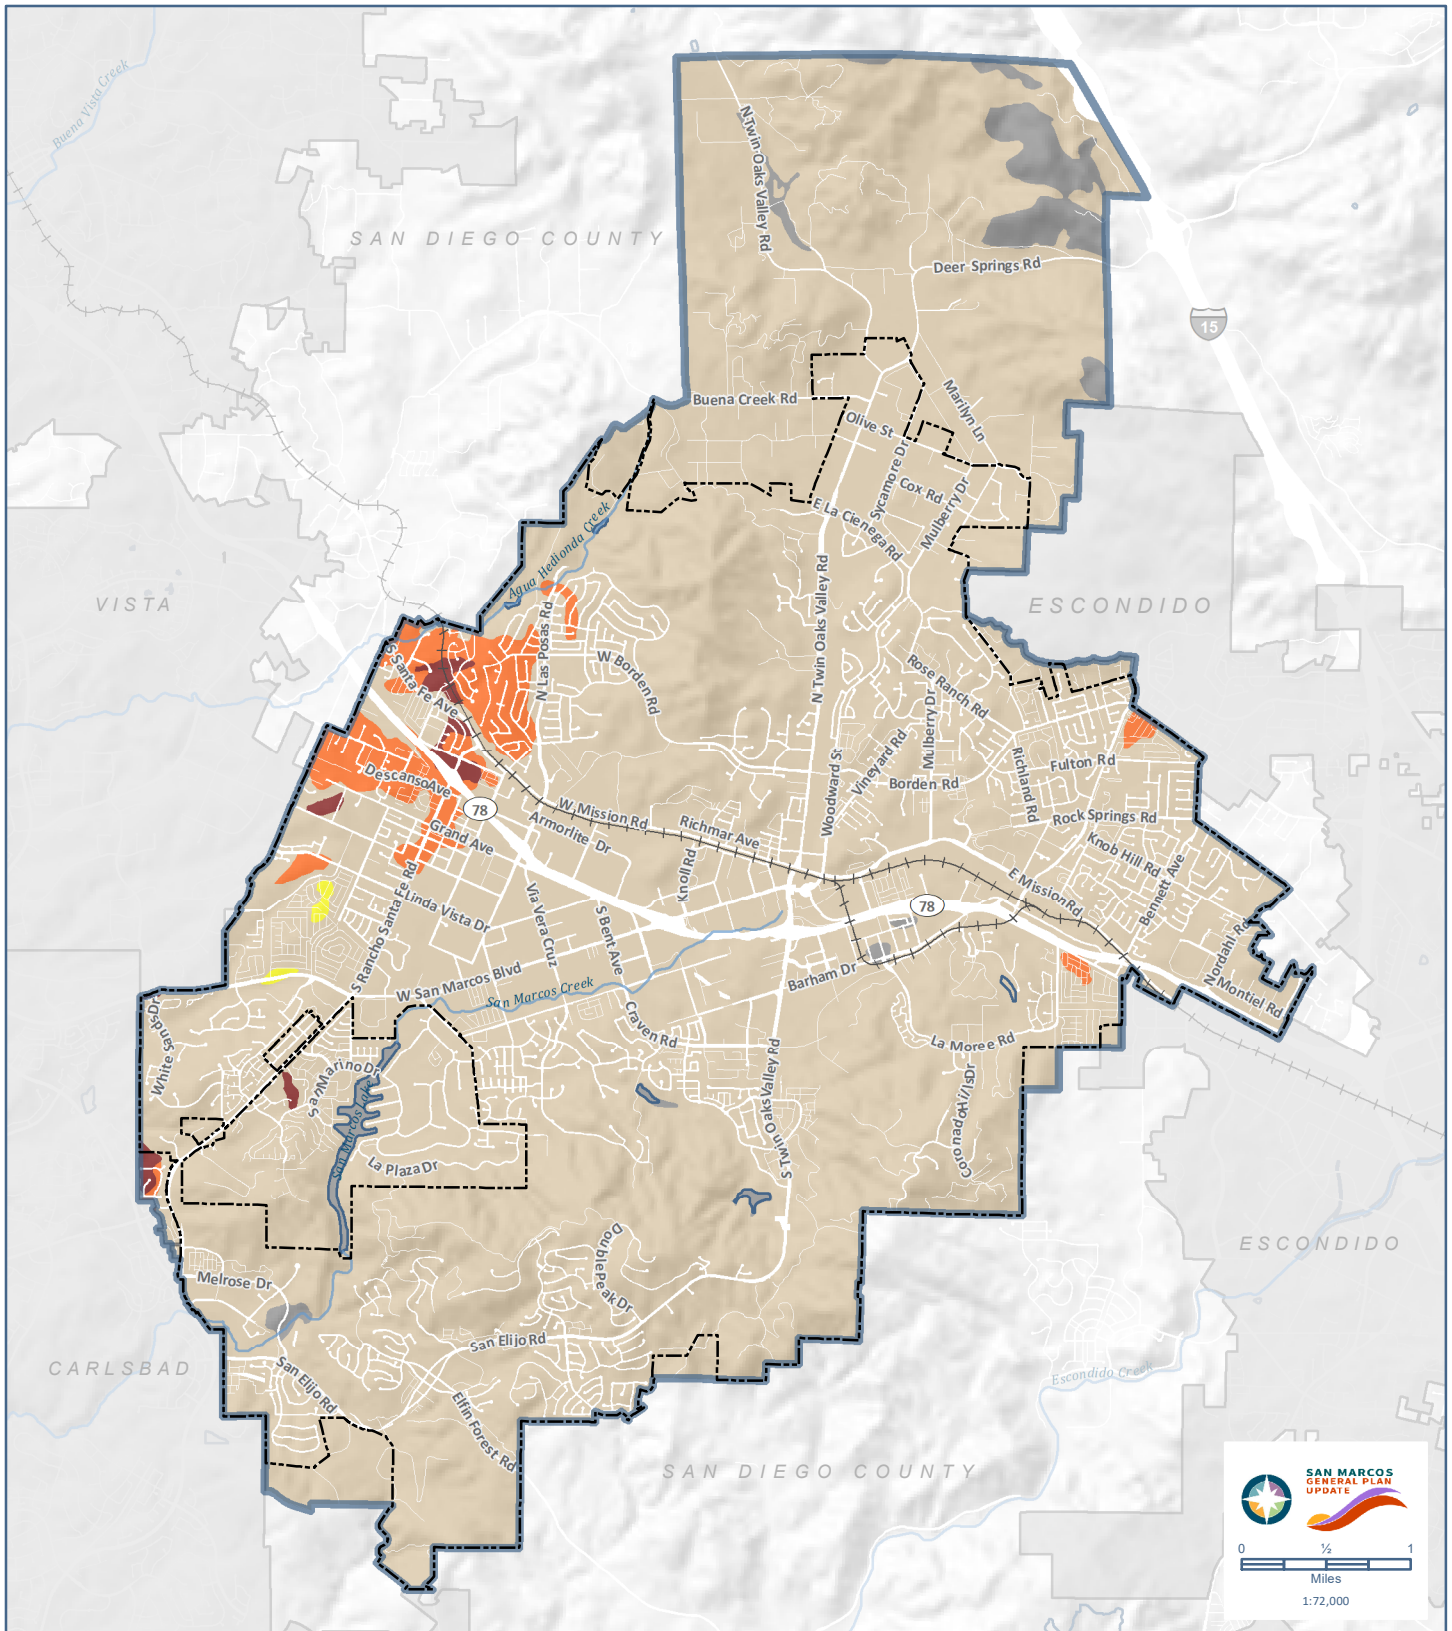 Buena Vista Creek
N Twin Oaks Valley Rd
SAN DIEGO COUNTY
Deer Springs Rd
15
Buena Creek Rd
Marilyn Ln
Olive St
Sycamore Dr
Cox Rd
Mulberry Dr
E La Cienega Rd
Agua Hedionda Creek
VISTA
ESCONDIDO
N Twin Oaks Valley Rd
N Las Posas Rd
W Borden Rd
S Santa Fe Ave
Rose Ranch Rd
Mulberry Dr
Vineyard Rd
Woodward St
Borden Rd
Richland Rd
Fulton Rd
Descanso Ave
78
W Mission Rd
Richmar Ave
Armorlite Dr
Grand Ave
Rock Springs Rd
Knob Hill Rd
Bennett Ave
Knoll Rd
E Mission Rd
78
Linda Vista Dr
S Rancho Santa Fe Rd
Via Vera Cruz
S Bent Ave
Nordahl Rd
Montiel Rd
Barham Dr
W San Marcos Blvd
San Marcos Creek
White Sands Dr
Craven Rd
La Moree Rd
San Marino Dr
San Marcos Lake
S Twin Oaks Valley Rd
Coronado Hills Dr
La Plaza Dr
Double Peak Dr
ESCONDIDO
Melrose Dr
San Elijo Rd
CARLSBAD
San Elijo Rd
Elfin Forest Rd
Escondido Creek
SAN DIEGO COUNTY
SAN MARCOS
GENERAL PLAN
UPDATE
0 ½ 1
Miles
1:72,000